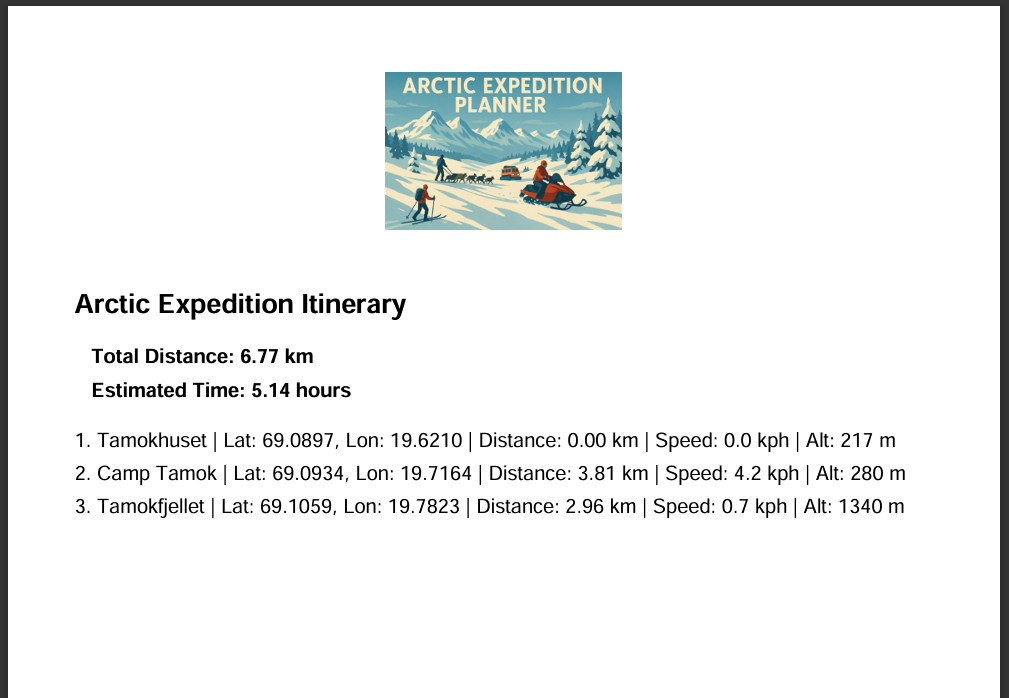 ARCTIC EXPEDITION
PLANNER
Arctic Expedition Itinerary
Total Distance: 6.77 km
Estimated Time: 5.14 hours
1. Tamokhuset | Lat: 69.0897, Lon: 19.6210 | Distance: 0.00 km | Speed: 0.0 kph | Alt: 217 m
2. Camp Tamok | Lat: 69.0934, Lon: 19.7164 | Distance: 3.81 km | Speed: 4.2 kph | Alt: 280 m
3. Tamokfjellet | Lat: 69.1059, Lon: 19.7823 | Distance: 2.96 km | Speed: 0.7 kph | Alt: 1340 m